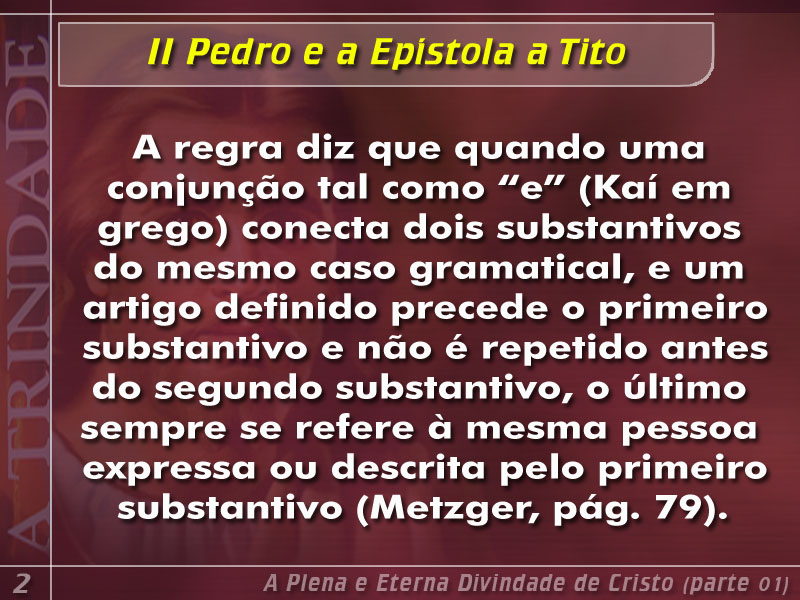 II Pedro e a Epístola a Tito
A regra diz que quando uma
conjunção tal como “e” (Kaí em
grego) conecta dois substantivos
do mesmo caso gramatical, e um
artigo definido precede o primeiro
substantivo e não é repetido antes
do segundo substantivo, o último
sempre se refere à mesma pessoa
expressa ou descrita pelo primeiro
substantivo (Metzger, pág. 79).
A TRINDADE
2
A Plena e Eterna Divindade de Cristo (parte 01)